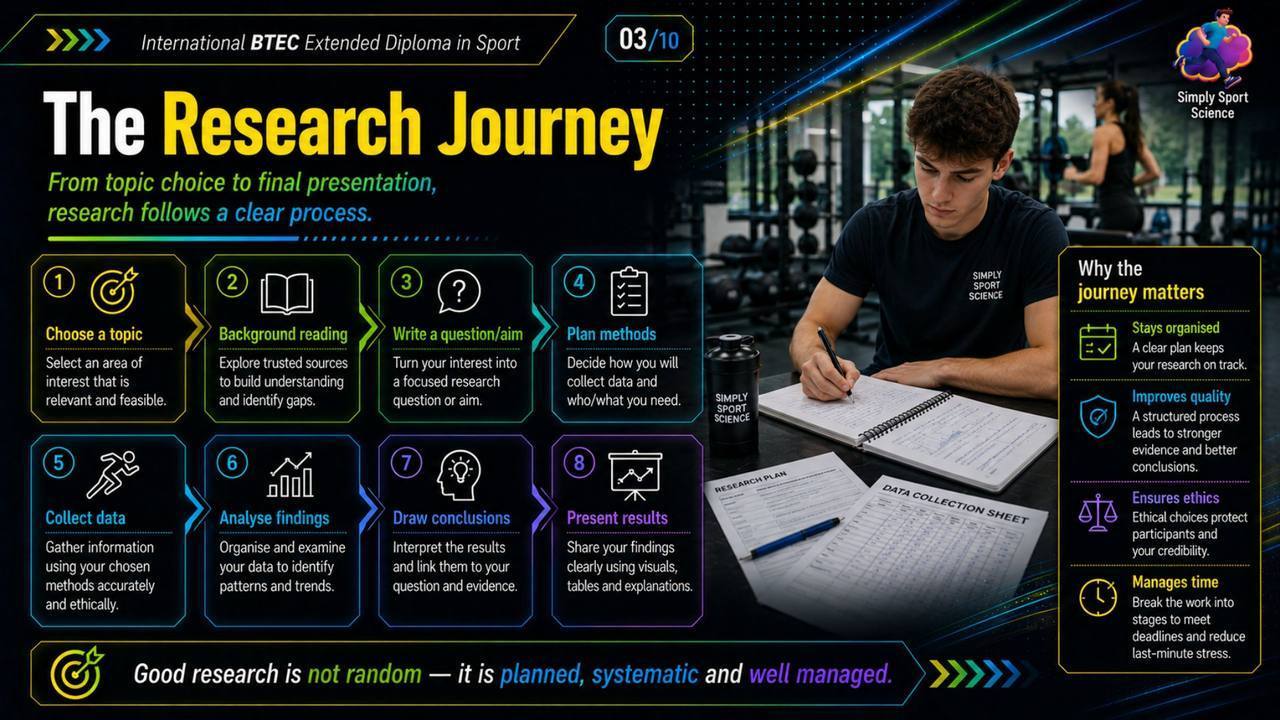 International BTEC Extended Diploma in Sport
03/10
Simply Sport
Science
The Research Journey
From topic choice to final presentation,
research follows a clear process.
1
Choose a topic
Select an area of
interest that is
relevant and feasible.
2
Background reading
Explore trusted sources
to build understanding
and identify gaps.
3
Write a question/aim
Turn your interest into
a focused research
question or aim.
4
Plan methods
Decide how you will
collect data and
who/what you need.
5
Collect data
Gather information
using your chosen
methods accurately
and ethically.
6
Analyse findings
Organise and examine
your data to identify
patterns and trends.
7
Draw conclusions
Interpret the results
and link them to your
question and evidence.
8
Present results
Share your findings
clearly using visuals,
tables and explanations.
SIMPLY
SPORT
SCIENCE
SIMPLY
SPORT
SCIENCE
RESEARCH PLAN
DATA COLLECTION SHEET
Why the
journey matters
Stays organised
A clear plan keeps
your research on track.
Improves quality
A structured process
leads to stronger
evidence and better
conclusions.
Ensures ethics
Ethical choices protect
participants and
your credibility.
Manages time
Break the work into
stages to meet
deadlines and reduce
last-minute stress.
Good research is not random — it is planned, systematic and well managed.